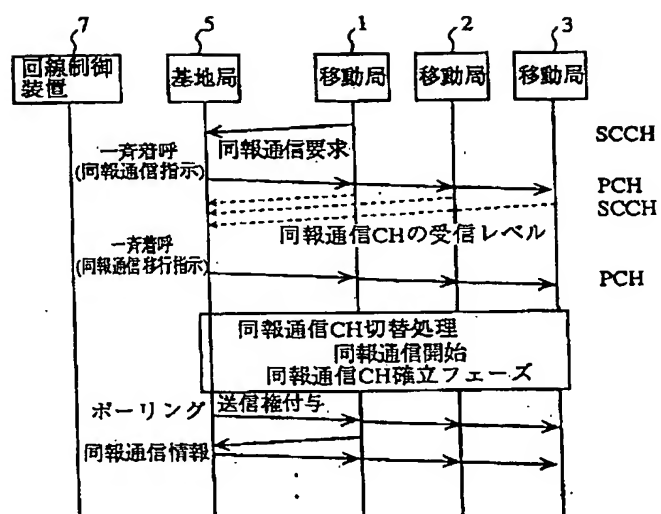 7 5 1 2 3
回線制御
装置
基地局 移動局 移動局 移動局
SCCH
同報通信要求
一斉着呼
(同報通信指示)
PCH
SCCH
同報通信CHの受信レベル
一斉着呼
(同報通信移行指示)
PCH
同報通信CH切替処理
同報通信開始
同報通信CH確立フェーズ
ポーリング 送信権付与
同報通信情報